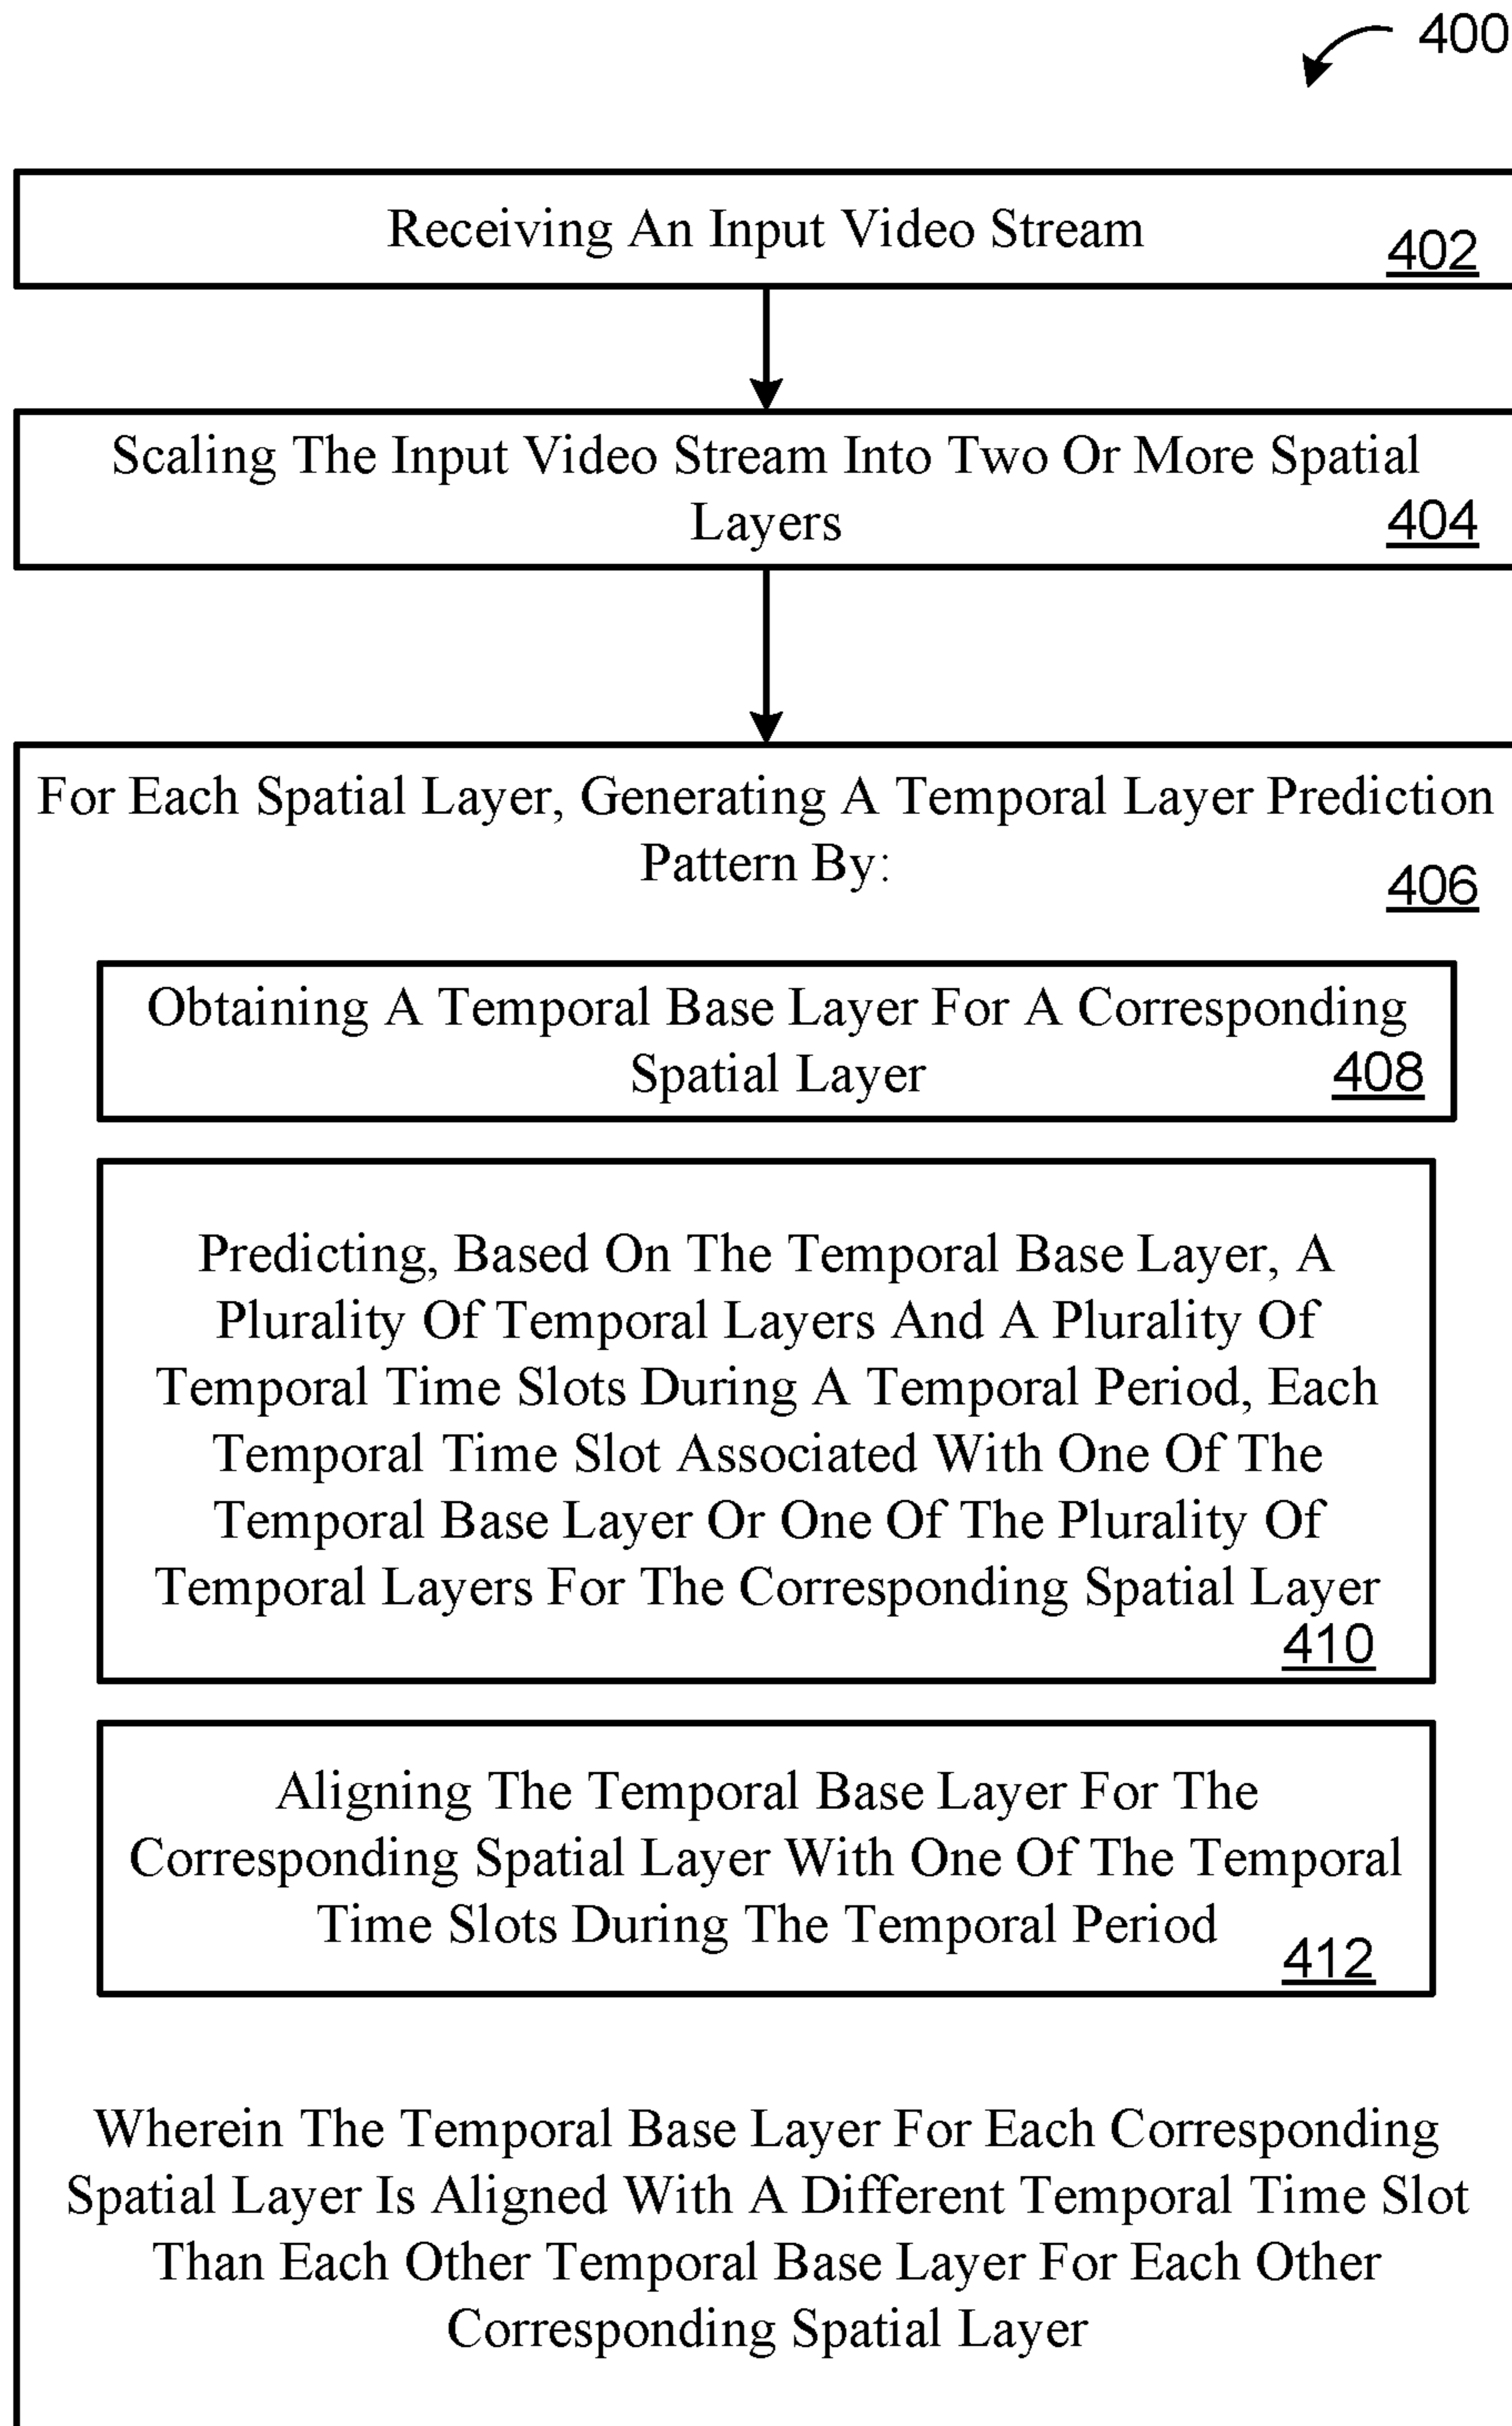 400
Receiving An Input Video Stream
402
Scaling The Input Video Stream Into Two Or More Spatial
Layers
404
For Each Spatial Layer, Generating A Temporal Layer Prediction
Pattern By:
406
Obtaining A Temporal Base Layer For A Corresponding
Spatial Layer
408
Predicting, Based On The Temporal Base Layer, A
Plurality Of Temporal Layers And A Plurality Of
Temporal Time Slots During A Temporal Period, Each
Temporal Time Slot Associated With One Of The
Temporal Base Layer Or One Of The Plurality Of
Temporal Layers For The Corresponding Spatial Layer
410
Aligning The Temporal Base Layer For The
Corresponding Spatial Layer With One Of The Temporal
Time Slots During The Temporal Period
412
Wherein The Temporal Base Layer For Each Corresponding
Spatial Layer Is Aligned With A Different Temporal Time Slot
Than Each Other Temporal Base Layer For Each Other
Corresponding Spatial Layer